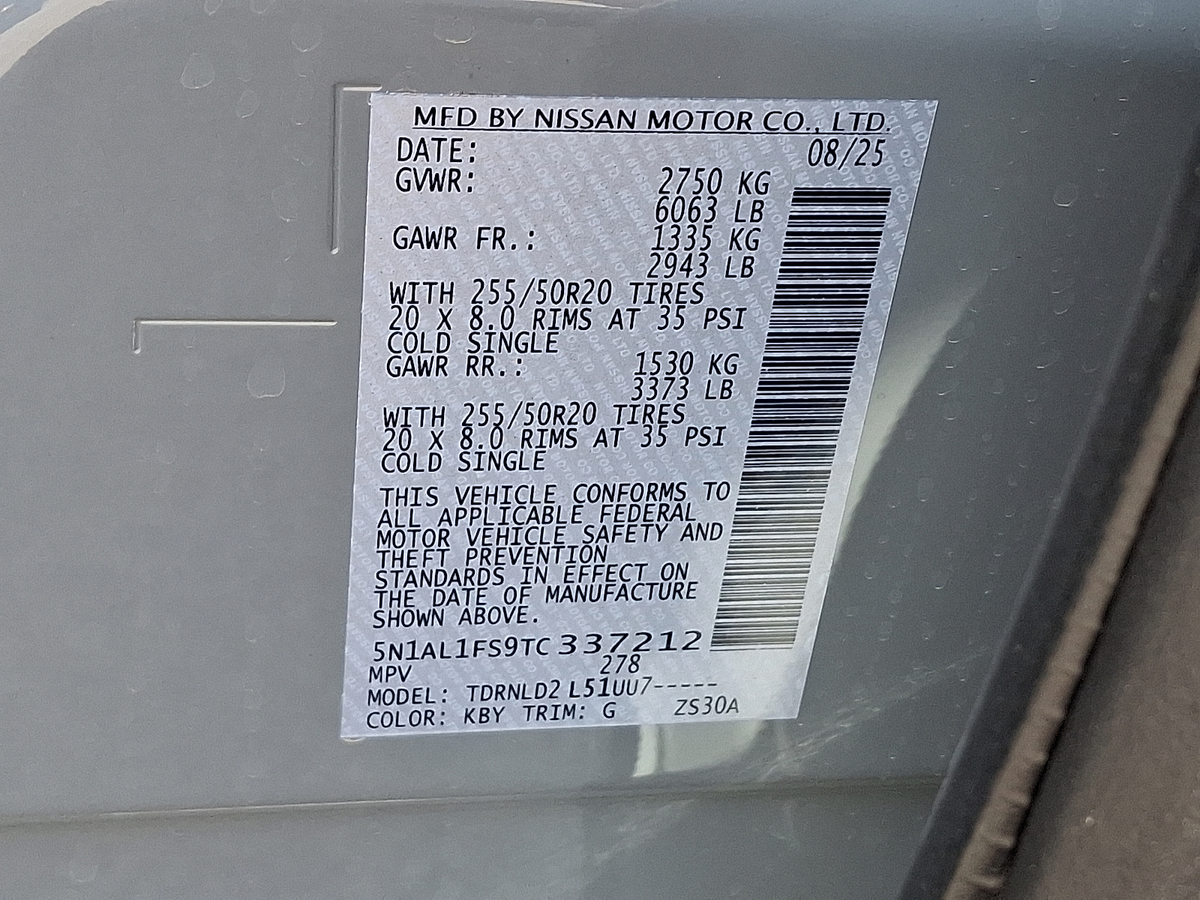 MFD BY NISSAN MOTOR CO., LTD.
DATE: 08/25
GVWR: 2750 KG
6063 LB
GAWR FR.: 1335 KG
2943 LB
WITH 255/50R20 TIRES
20 X 8.0 RIMS AT 35 PSI
COLD SINGLE
GAWR RR.: 1530 KG
3373 LB
WITH 255/50R20 TIRES
20 X 8.0 RIMS AT 35 PSI
COLD SINGLE
THIS VEHICLE CONFORMS TO
ALL APPLICABLE FEDERAL
MOTOR VEHICLE SAFETY AND
THEFT PREVENTION
STANDARDS IN EFFECT ON
THE DATE OF MANUFACTURE
SHOWN ABOVE.
5N1AL1FS9TC337212
MPV 278
MODEL: TDRNLD2 L51UU7-----
COLOR: KBY TRIM: G ZS30A